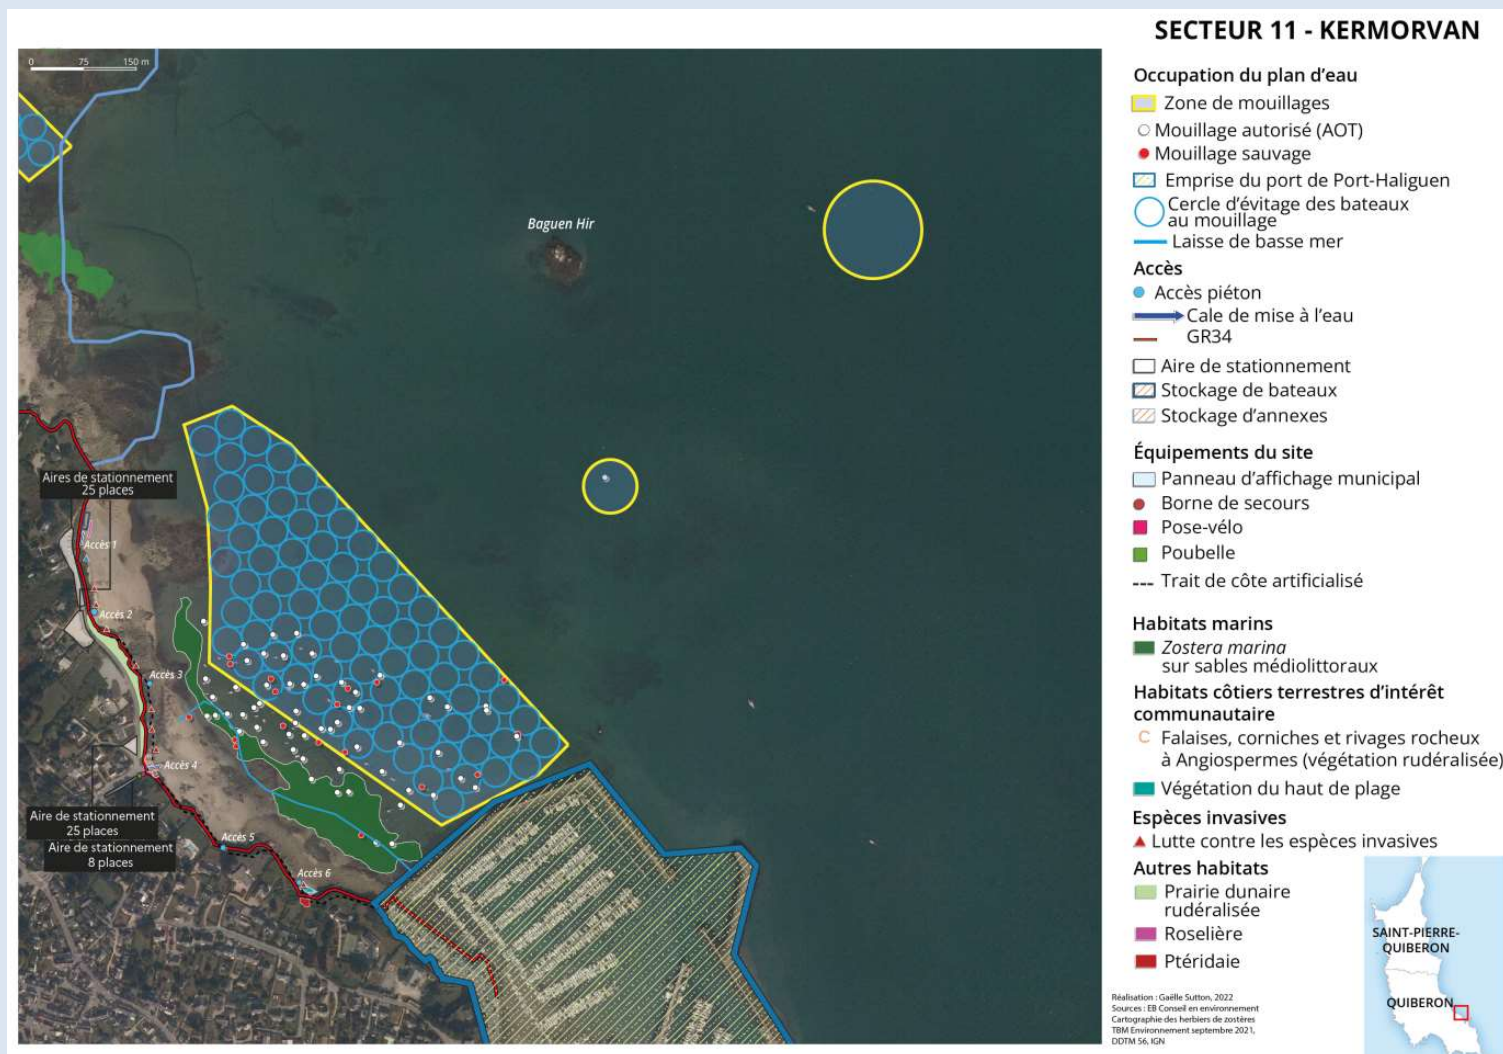 SECTEUR 11 - KERMORVAN
0 75 150 m
Baguen Hir
Aires de stationnement
25 places
Accès 1
Accès 2
Accès 3
Accès 4
Aire de stationnement
25 places
Aire de stationnement
8 places
Accès 5
Accès 6
Occupation du plan d'eau
Zone de mouillages
Mouillage autorisé (AOT)
Mouillage sauvage
Emprise du port de Port-Haliguen
Cercle d'évitage des bateaux
au mouillage
Laisse de basse mer
Accès
Accès piéton
Cale de mise à l'eau
GR34
Aire de stationnement
Stockage de bateaux
Stockage d'annexes
Équipements du site
Panneau d'affichage municipal
Borne de secours
Pose-vélo
Poubelle
Trait de côte artificialisé
Habitats marins
Zostera marina
sur sables médiolittoraux
Habitats côtiers terrestres d'intérêt
communautaire
Falaises, corniches et rivages rocheux
à Angiospermes (végétation rudéralisée)
Végétation du haut de plage
Espèces invasives
Lutte contre les espèces invasives
Autres habitats
Prairie dunaire
rudéralisée
Roselière
Ptéridaie
SAINT-PIERRE-
QUIBERON
QUIBERON
Réalisation : Gaëlle Sutton, 2022
Sources : EB Conseil en environnement
Cartographie des herbiers de zostères
TBM Environnement septembre 2021,
DDTM 56, IGN